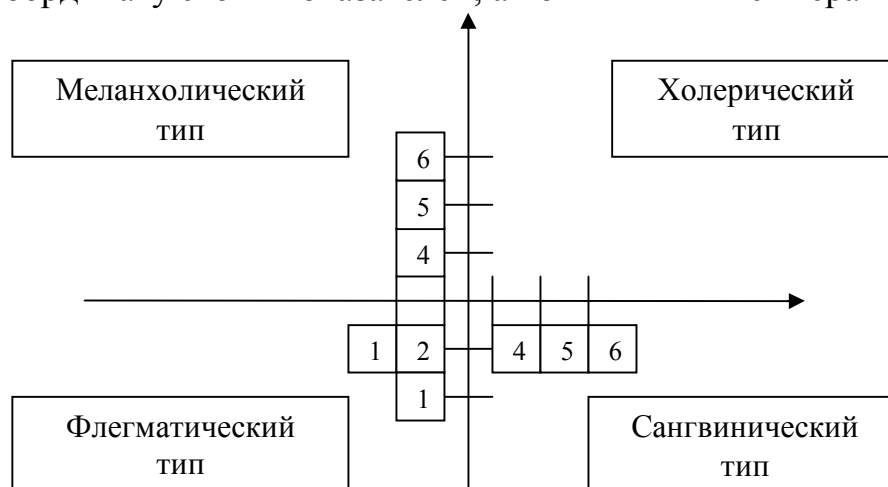 Меланхолический
тип
Холерический
тип
6
5
4
1 2 4 5 6
1
Флегматический
тип
Сангвинический
тип